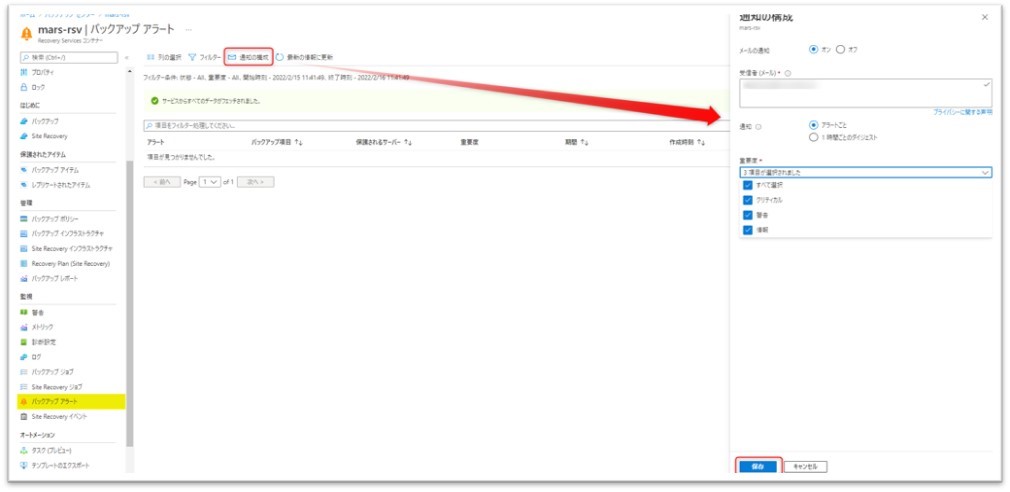 ホーム > バックアップ センター > mars-rsv
mars-rsv | バックアップ アラート ...
Recovery Services コンテナー
検索 (Ctrl+/)
プロパティ
ロック
はじめに
バックアップ
Site Recovery
保護されたアイテム
バックアップ アイテム
レプリケートされたアイテム
管理
バックアップ ポリシー
バックアップ インフラストラクチャ
Site Recovery インフラストラクチャ
Recovery Plan (Site Recovery)
バックアップ レポート
監視
警告
メトリック
診断設定
ログ
バックアップ ジョブ
Site Recovery ジョブ
バックアップ アラート
Site Recovery イベント
オートメーション
タスク (プレビュー)
テンプレートのエクスポート
列の選択 フィルター 通知の構成 最新の情報に更新
フィルター条件: 状態 - All、重要度 - All、開始時刻 - 2022/2/15 11:41:49、終了時刻 - 2022/2/16 11:41:49
サービスからすべてのデータがフェッチされました。
項目をフィルター処理してください...
アラート バックアップ項目 ↑↓ 保護されるサーバー ↑↓ 重要度 期間 ↑↓ 作成時刻 ↑↓
項目が見つかりませんでした。
< 前へ Page 1 of 1 次へ >
通知の構成
mars-rsv
メールの通知 オン オフ
受信者 (メール) *
プライバシーに関する声明
通知 アラートごと
1 時間ごとのダイジェスト
重要度 *
3 項目が選択されました
すべて選択
クリティカル
警告
情報
保存 キャンセル